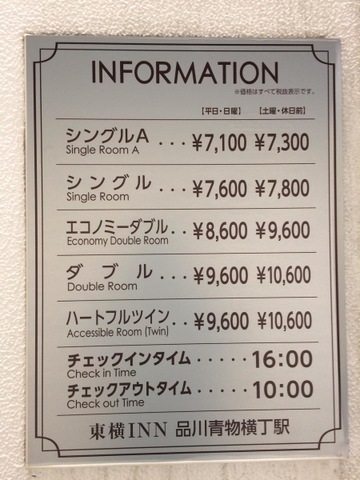 INFORMATION
※価格はすべて税抜表示です。
【平日・日曜】 【土曜・休日前】
シングルA ... ¥7,100 ¥7,300
Single Room A
シングル ... ¥7,600 ¥7,800
Single Room
エコノミーダブル.. ¥8,600 ¥9,600
Economy Double Room
ダブル ... ¥9,600 ¥10,600
Double Room
ハートフルツイン.. ¥9,600 ¥10,600
Accessible Room (Twin)
チェックインタイム ..... 16:00
Check in Time
チェックアウトタイム ..... 10:00
Check out Time
東横INN 品川青物横丁駅